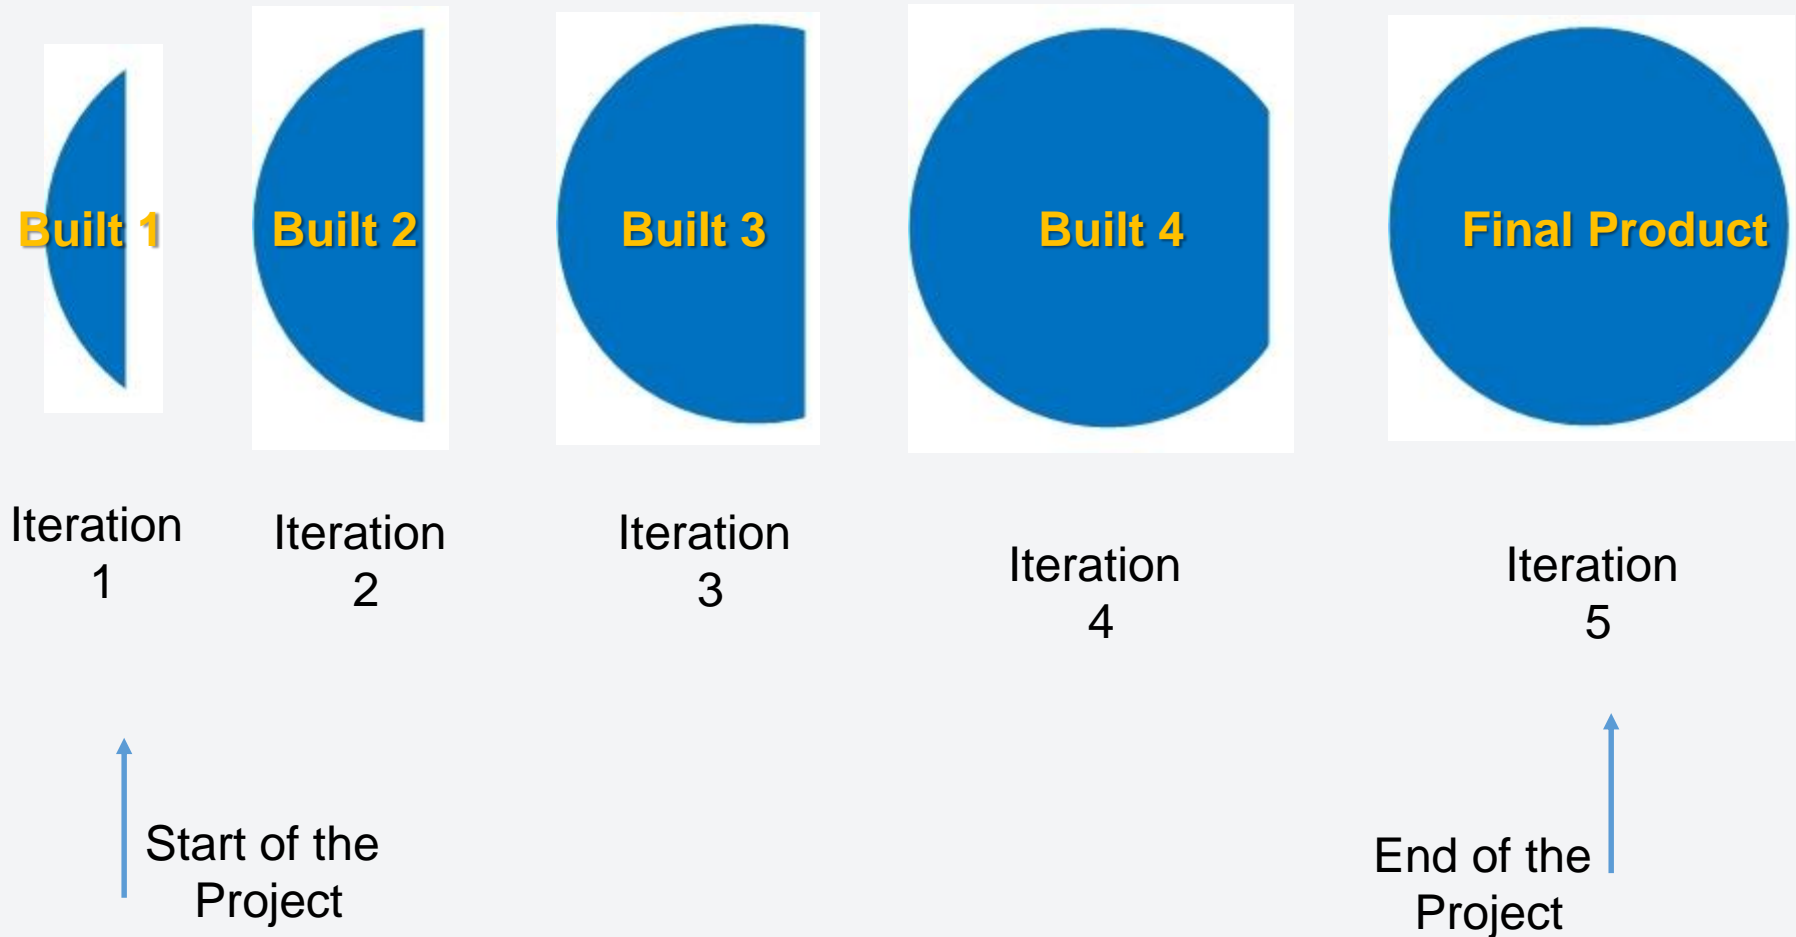 Built 1
Built 2
Built 3
Built 4
Final Product
Iteration
1
Iteration
2
Iteration
3
Iteration
4
Iteration
5
Start of the
Project
End of the
Project